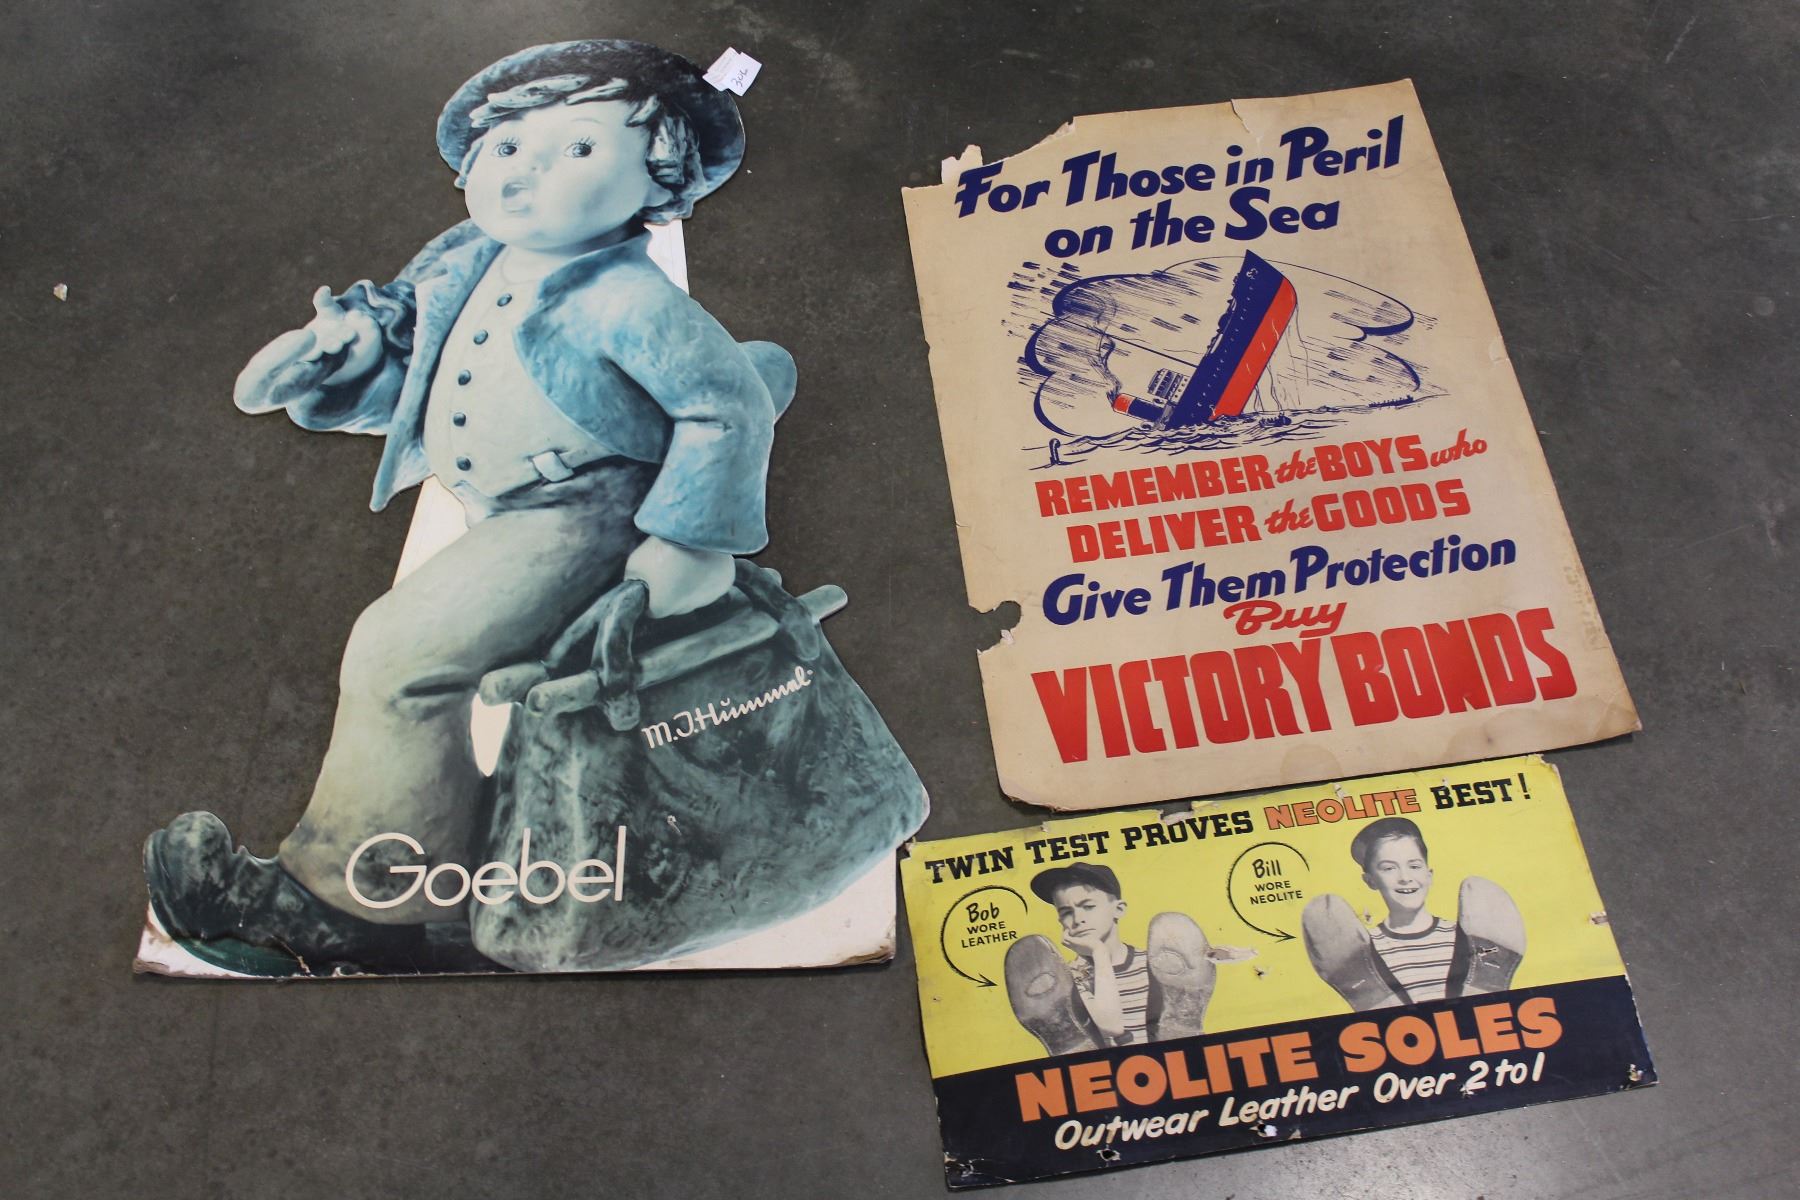 306
M.J.Hümmel.
Goebel
For Those in Peril
on the Sea
REMEMBER the BOYS who
DELIVER the GOODS
Give Them Protection
Buy
VICTORY BONDS
TWIN TEST PROVES NEOLITE BEST!
Bob
WORE
LEATHER
Bill
WORE
NEOLITE
NEOLITE SOLES
Outwear Leather Over 2 to 1